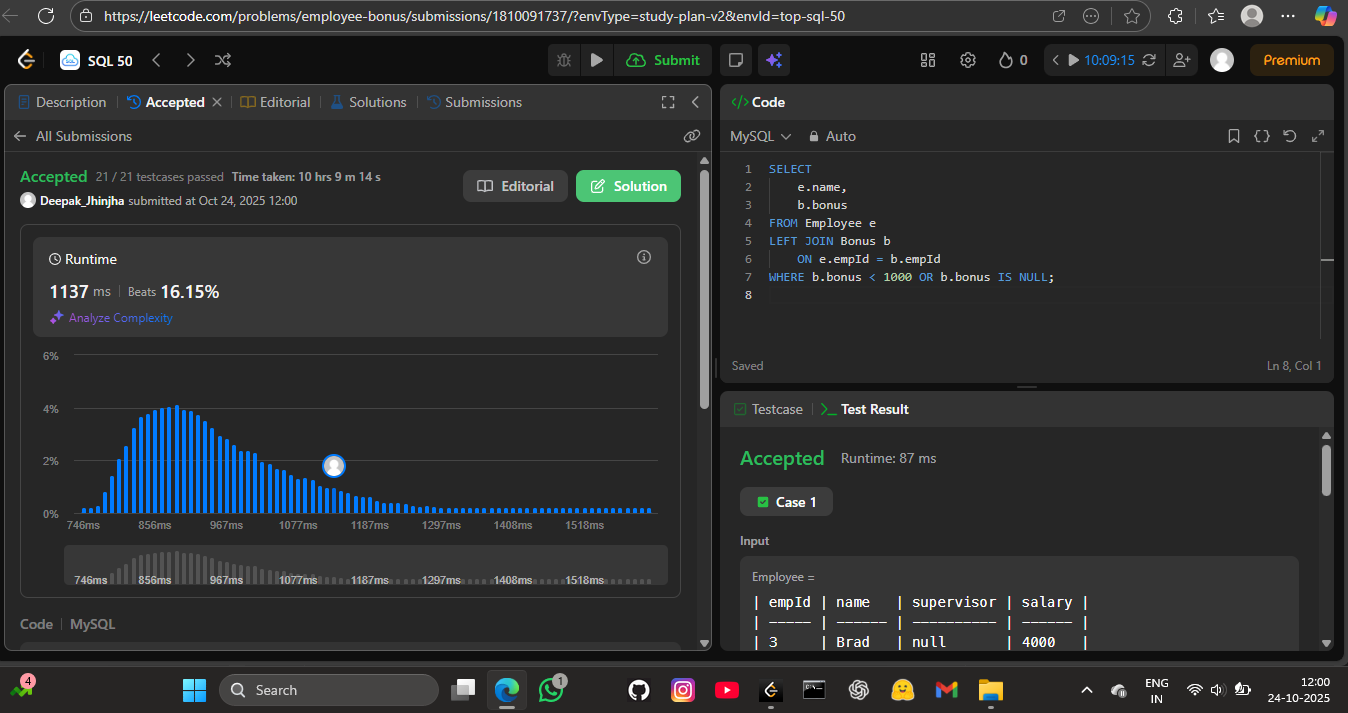 https://leetcode.com/problems/employee-bonus/submissions/1810091737/?envType=study-plan-v2&envId=top-sql-50
SQL 50
Submit
0
10:09:15
Premium
Description
Accepted
Editorial
Solutions
Submissions
All Submissions
Accepted 21 / 21 testcases passed Time taken: 10 hrs 9 m 14 s
Deepak_Jhinjha submitted at Oct 24, 2025 12:00
Editorial
Solution
Runtime
1137 ms Beats 16.15%
Analyze Complexity
6%
4%
2%
0%
746ms 856ms 967ms 1077ms 1187ms 1297ms 1408ms 1518ms
746ms 856ms 967ms 1077ms 1187ms 1297ms 1408ms 1518ms
Code | MySQL
</> Code
MySQL Auto
1 SELECT
2 e.name,
3 b.bonus
4 FROM Employee e
5 LEFT JOIN Bonus b
6 ON e.empId = b.empId
7 WHERE b.bonus < 1000 OR b.bonus IS NULL;
8
Saved Ln 8, Col 1
Testcase
Test Result
Accepted Runtime: 87 ms
Case 1
Input
Employee =
| empId | name | supervisor | salary |
| ----- | ------ | ---------- | ------ |
| 3 | Brad | null | 4000 |
4
Search
1
ENG
IN
12:00
24-10-2025